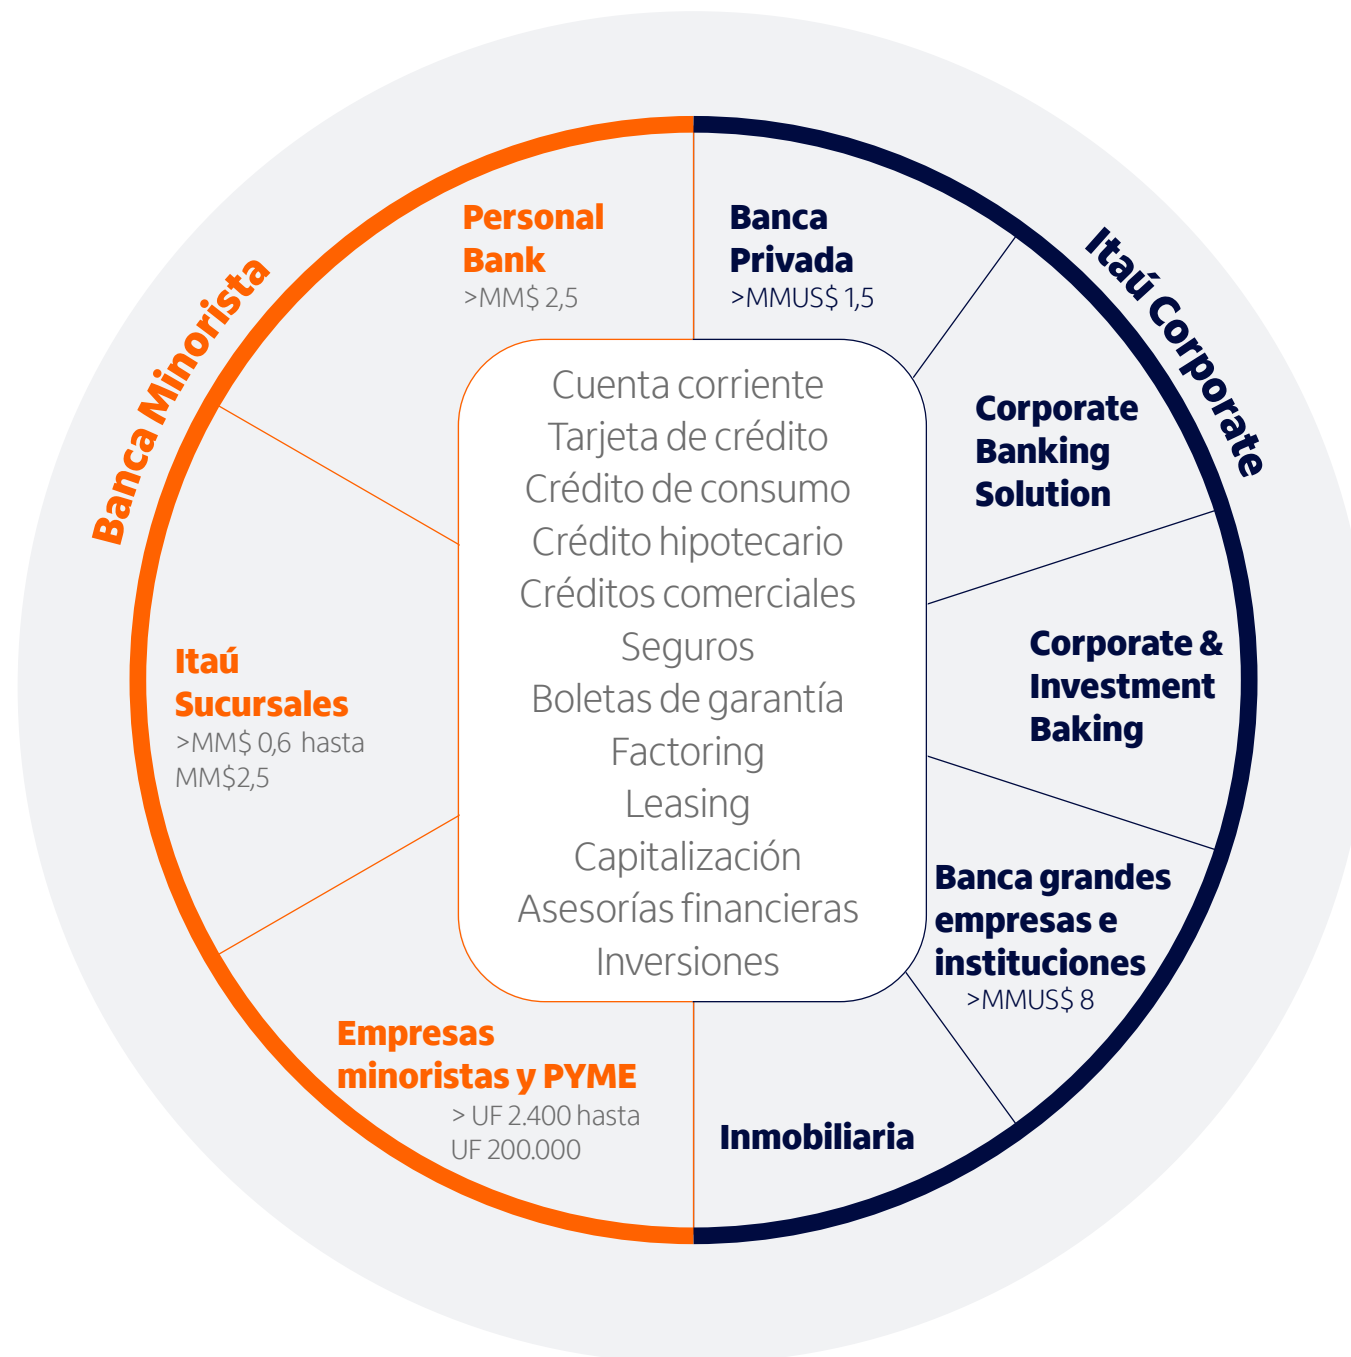 Banca Minorista
Personal
Bank
>MM$ 2,5
Itaú
Sucursales
>MM$ 0,6 hasta
MM$2,5
Empresas
minoristas y PYME
> UF 2.400 hasta
UF 200.000
Cuenta corriente
Tarjeta de crédito
Crédito de consumo
Crédito hipotecario
Créditos comerciales
Seguros
Boletas de garantía
Factoring
Leasing
Capitalización
Asesorías financieras
Inversiones
Itaú Corporate
Banca
Privada
>MMUS$ 1,5
Corporate
Banking
Solution
Corporate &
Investment
Baking
Banca grandes
empresas e
instituciones
>MMUS$ 8
Inmobiliaria